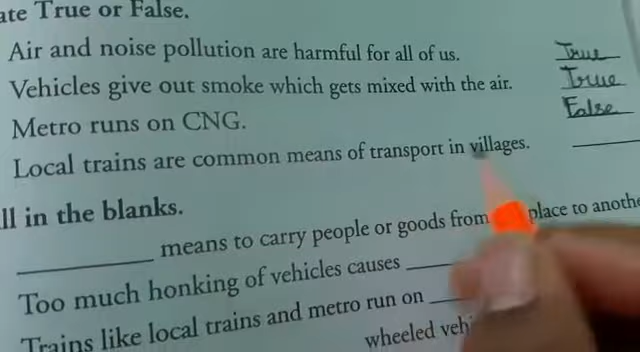 ate True or False.
Air and noise pollution are harmful for all of us. True
Vehicles give out smoke which gets mixed with the air. True
Metro runs on CNG. False
Local trains are common means of transport in villages.
ll in the blanks.
means to carry people or goods from place to anothe
Too much honking of vehicles causes
Trains like local trains and metro run on
wheeled veh